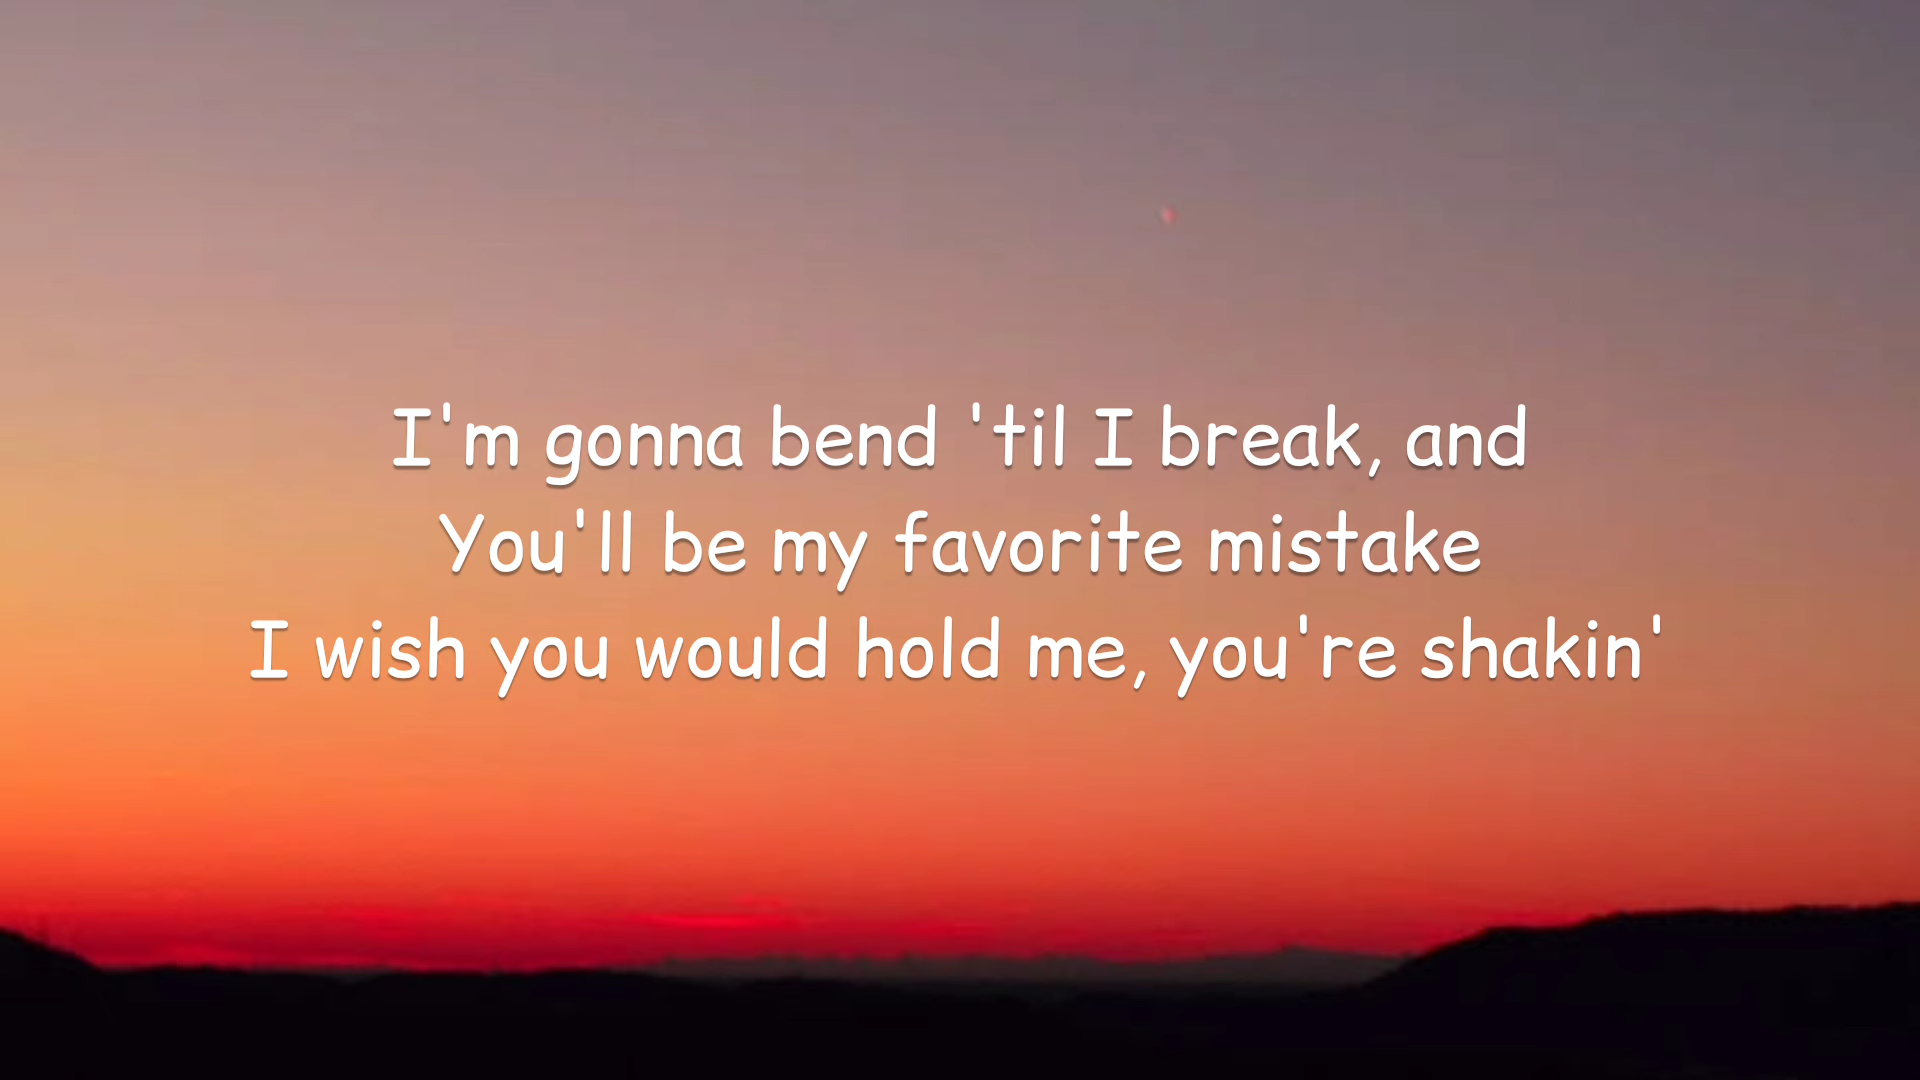 I'm gonna bend 'til I break, and
You'll be my favorite mistake
I wish you would hold me, you're shakin'